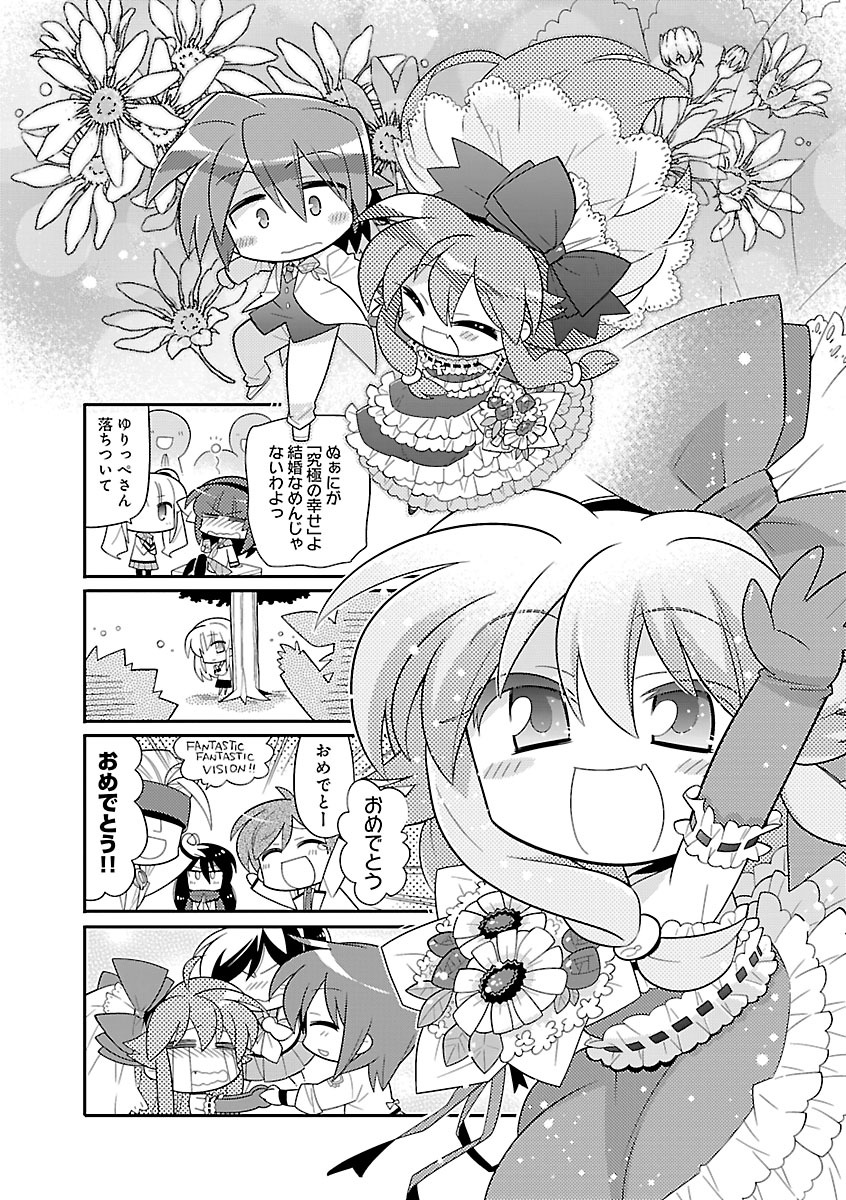 ぬぁにが
「究極の幸せ」よ
結婚なめんじゃ
ないわよっ
ゆりっぺさん
落ちついて
おめでとう
おめでとー
FANTASTIC
FANTASTIC
VISION!!
おめでとう!!